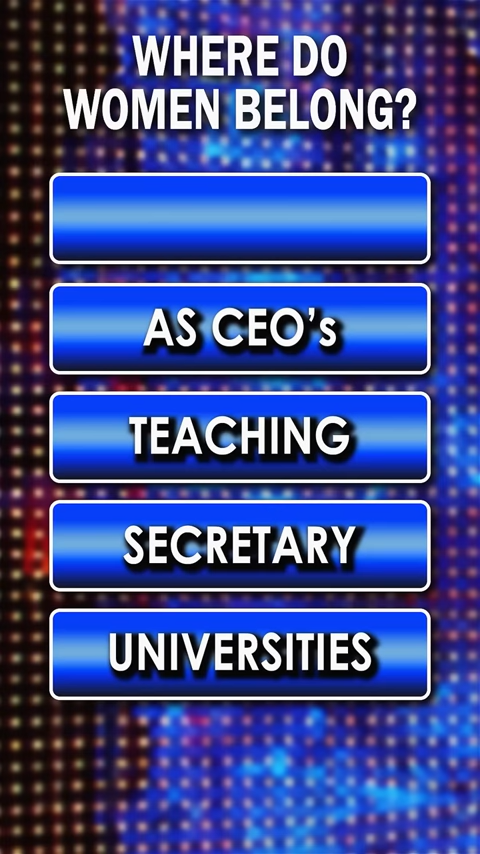 WHERE DO
WOMEN BELONG?
AS CEO’s
TEACHING
SECRETARY
UNIVERSITIES